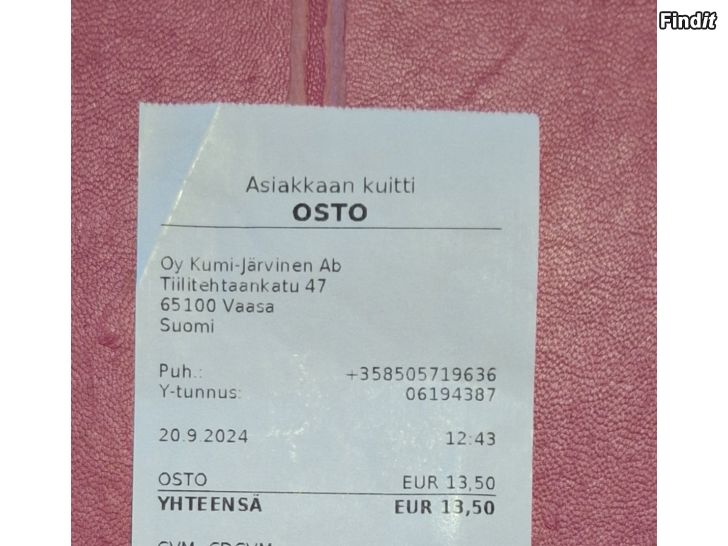 Findit
Asiakkaan kuitti
OSTO
Oy Kumi-Järvinen Ab
Tiilitehtaankatu 47
65100 Vaasa
Suomi
Puh.: +358505719636
Y-tunnus: 06194387
20.9.2024 12:43
OSTO EUR 13,50
YHTEENSÄ EUR 13,50